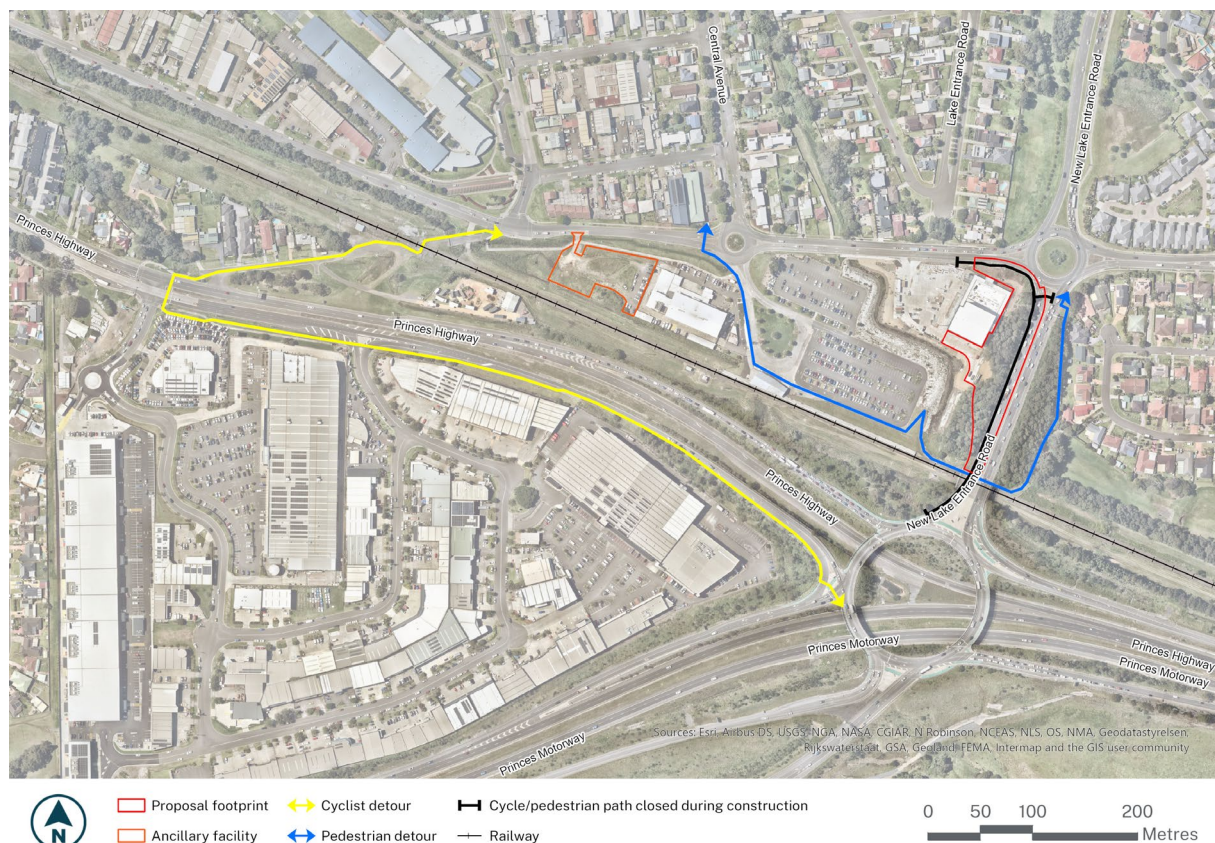 Central Avenue
Lake Entrance Road
New Lake Entrance Road
Princes Highway
Princes Highway
Princes Highway
New Lake Entrance Road
Princes Motorway
Princes Highway
Princes Motorway
Princes Motorway
Sources: Esri, Airbus DS, USGS, NGA, NASA, CGIAR, N Robinson, NCEAS, NLS, OS, NMA, Geodatastyrelsen,
Rijkswaterstaat, GSA, Geoland, FEMA, Intermap and the GIS user community
N
Proposal footprint
Cyclist detour
Cycle/pedestrian path closed during construction
Ancillary facility
Pedestrian detour
Railway
0 50 100 200
Metres